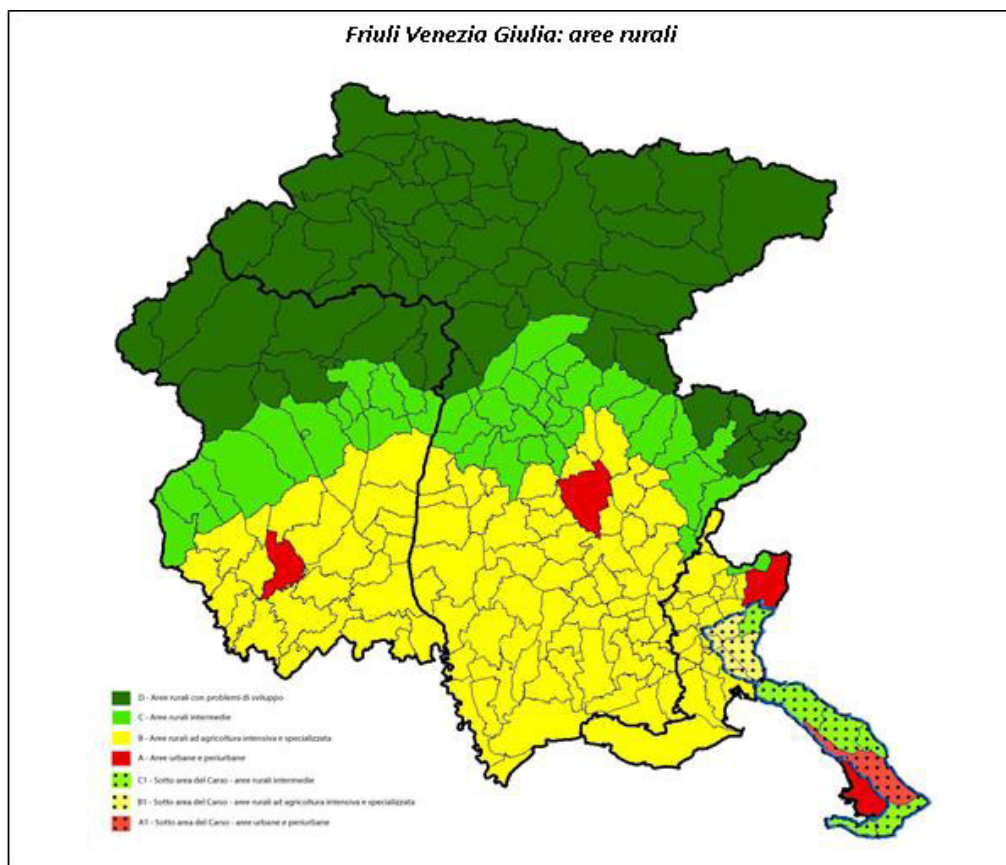 Friuli Venezia Giulia: aree rurali
D - Aree rurali con problemi di sviluppo
C - Aree rurali intermedie
B - Aree rurali ad agricoltura intensiva e specializzata
A - Aree urbane e periurbane
C1 - Sotto area del Carso - aree rurali intermedie
B1 - Sotto area del Carso - aree rurali ad agricoltura intensiva e specializzata
A1 - Sotto area del Carso - aree urbane e periurbane